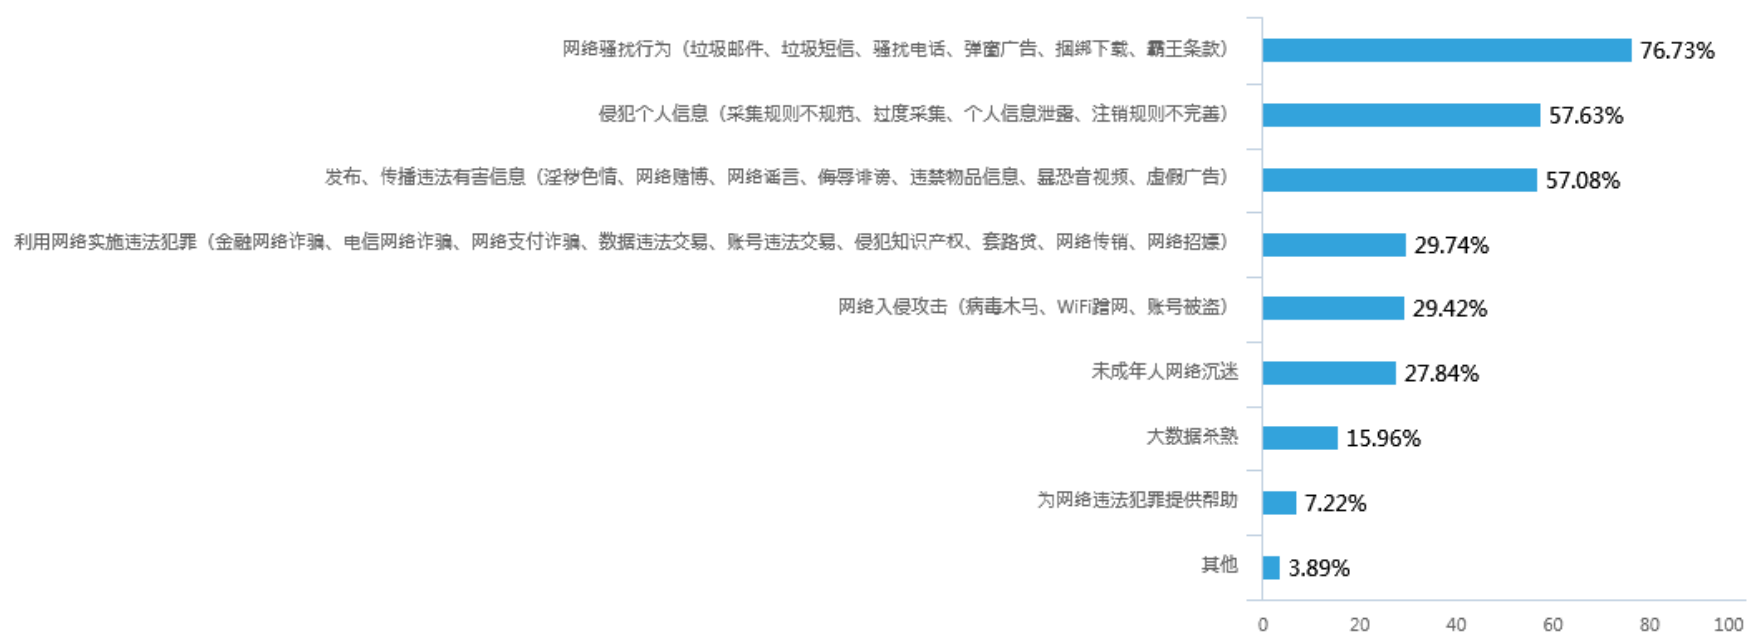 网络骚扰行为（垃圾邮件、垃圾短信、骚扰电话、弹窗广告、捆绑下载、霸王条款） 76.73%
侵犯个人信息（采集规则不规范、过度采集、个人信息泄露、注销规则不完善） 57.63%
发布、传播违法有害信息（淫秽色情、网络赌博、网络谣言、侮辱诽谤、违禁物品信息、暴恐音视频、虚假广告） 57.08%
利用网络实施违法犯罪（金融网络诈骗、电信网络诈骗、网络支付诈骗、数据违法交易、账号违法交易、侵犯知识产权、套路贷、网络传销、网络招嫖） 29.74%
网络入侵攻击（病毒木马、WiFi蹭网、账号被盗） 29.42%
未成年人网络沉迷 27.84%
大数据杀熟 15.96%
为网络违法犯罪提供帮助 7.22%
其他 3.89%
0 20 40 60 80 100